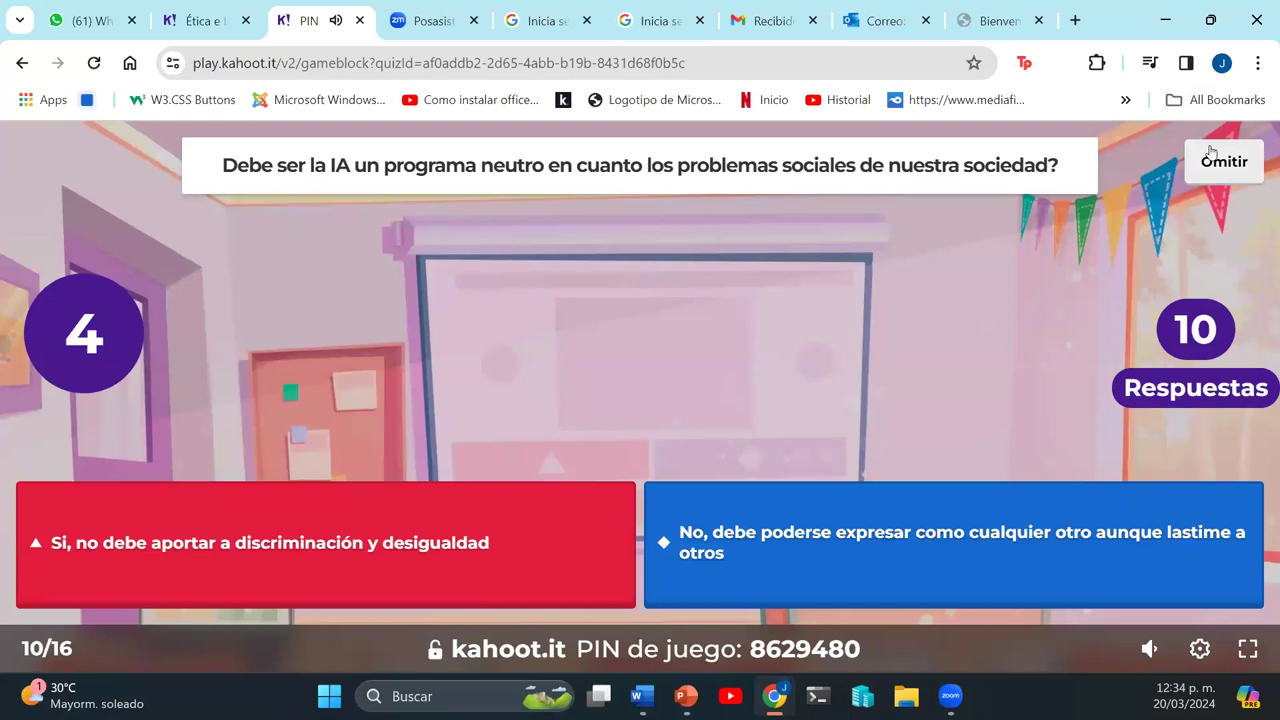 (61) Wh
Ética e l
PIN
Posasist
Inicia se
Inicia se
Recibid
Correo:
Bienven
play.kahoot.it/v2/gameblock?quizId=af0addb2-2d65-4abb-b19b-8431d68f0b5c
Apps
W3.CSS Buttons
Microsoft Windows...
Como instalar office...
Logotipo de Micros...
Inicio
Historial
https://www.mediafi...
All Bookmarks
Debe ser la IA un programa neutro en cuanto los problemas sociales de nuestra sociedad?
Omitir
4
10
Respuestas
Si, no debe aportar a discriminación y desigualdad
No, debe poderse expresar como cualquier otro aunque lastime a
otros
10/16
kahoot.it PIN de juego: 8629480
30°C
Mayorm. soleado
Buscar
12:34 p. m.
20/03/2024